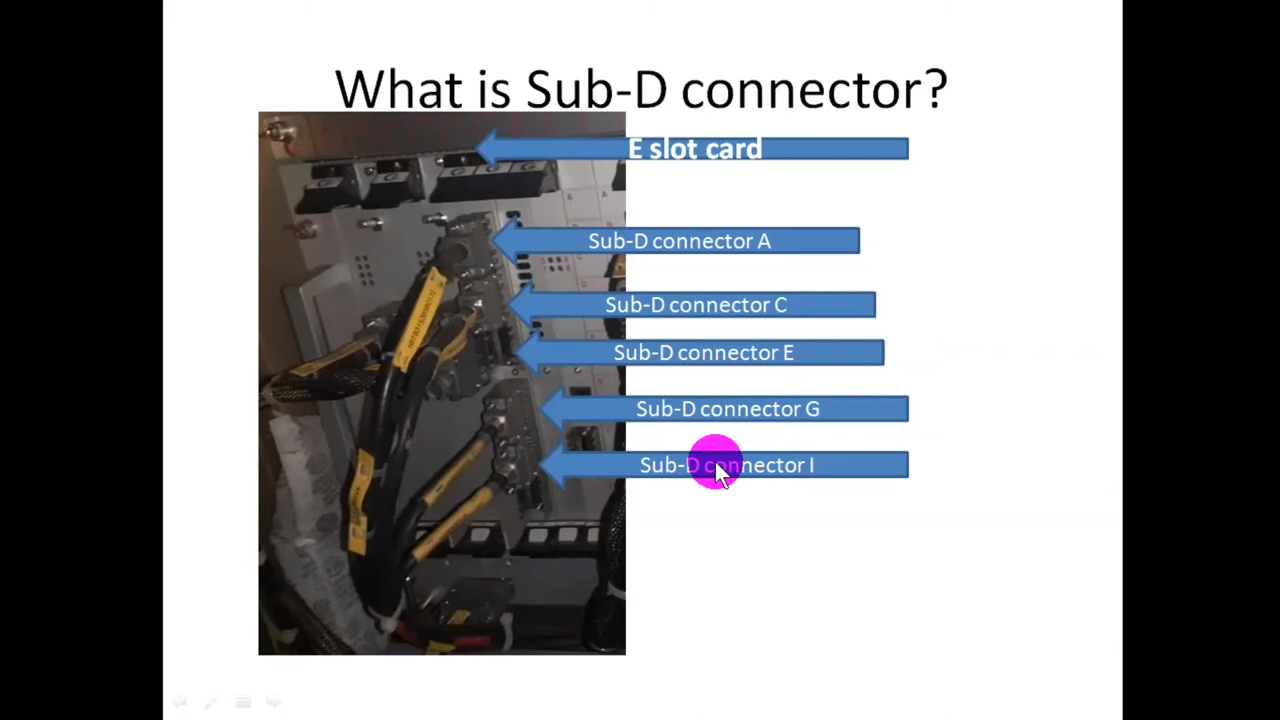 What is Sub-D connector?
E slot card
Sub-D connector A
Sub-D connector C
Sub-D connector E
Sub-D connector G
Sub-D connector I